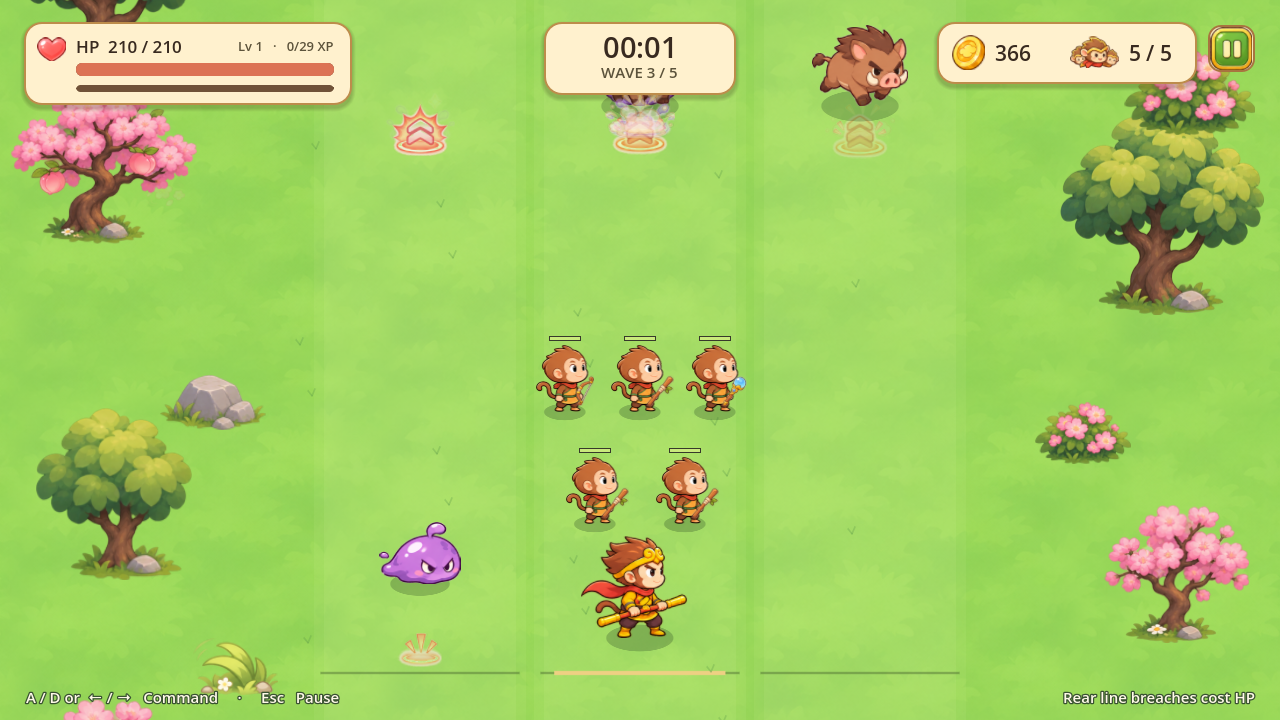 HP 210 / 210
Lv 1 · 0/29 XP
00:01
WAVE 3 / 5
366
5 / 5
A / D or ← / → Command · Esc Pause
Rear line breaches cost HP